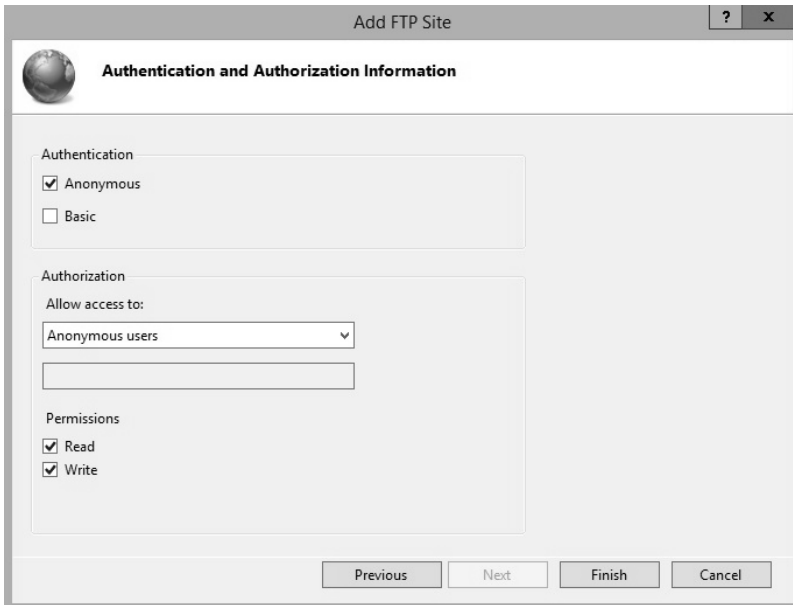 Add FTP Site
? x
Authentication and Authorization Information
Authentication
Anonymous
Basic
Authorization
Allow access to:
Anonymous users
Permissions
Read
Write
Previous Next Finish Cancel